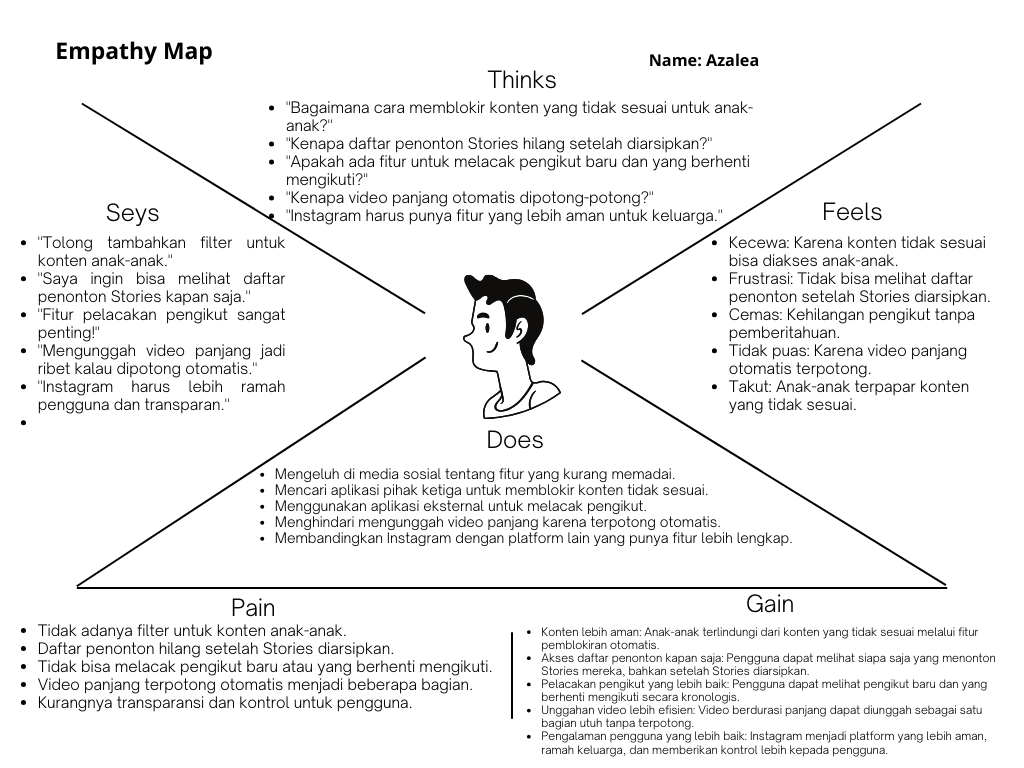 Empathy Map
Name: Azalea
Thinks
• "Bagaimana cara memblokir konten yang tidak sesuai untuk anak-
anak?"
• "Kenapa daftar penonton Stories hilang setelah diarsipkan?"
• "Apakah ada fitur untuk melacak pengikut baru dan yang berhenti
mengikuti?"
• "Kenapa video panjang otomatis dipotong-potong?"
• "Instagram harus punya fitur yang lebih aman untuk keluarga."
Seys
• "Tolong tambahkan filter untuk
konten anak-anak."
• "Saya ingin bisa melihat daftar
penonton Stories kapan saja."
• "Fitur pelacakan pengikut sangat
penting!"
• "Mengunggah video panjang jadi
ribet kalau dipotong otomatis."
• "Instagram harus lebih ramah
pengguna dan transparan."
•
Feels
• Kecewa: Karena konten tidak sesuai
bisa diakses anak-anak.
• Frustrasi: Tidak bisa melihat daftar
penonton setelah Stories diarsipkan.
• Cemas: Kehilangan pengikut tanpa
pemberitahuan.
• Tidak puas: Karena video panjang
otomatis terpotong.
• Takut: Anak-anak terpapar konten
yang tidak sesuai.
Does
• Mengeluh di media sosial tentang fitur yang kurang memadai.
• Mencari aplikasi pihak ketiga untuk memblokir konten tidak sesuai.
• Menggunakan aplikasi eksternal untuk melacak pengikut.
• Menghindari mengunggah video panjang karena terpotong otomatis.
• Membandingkan Instagram dengan platform lain yang punya fitur lebih lengkap.
Pain
• Tidak adanya filter untuk konten anak-anak.
• Daftar penonton hilang setelah Stories diarsipkan.
• Tidak bisa melacak pengikut baru atau yang berhenti mengikuti.
• Video panjang terpotong otomatis menjadi beberapa bagian.
• Kurangnya transparansi dan kontrol untuk pengguna.
Gain
• Konten lebih aman: Anak-anak terlindungi dari konten yang tidak sesuai melalui fitur
pemblokiran otomatis.
• Akses daftar penonton kapan saja: Pengguna dapat melihat siapa saja yang menonton
Stories mereka, bahkan setelah Stories diarsipkan.
• Pelacakan pengikut yang lebih baik: Pengguna dapat melihat pengikut baru dan yang
berhenti mengikuti secara kronologis.
• Unggahan video lebih efisien: Video berdurasi panjang dapat diunggah sebagai satu
bagian utuh tanpa terpotong.
• Pengalaman pengguna yang lebih baik: Instagram menjadi platform yang lebih aman,
ramah keluarga, dan memberikan kontrol lebih kepada pengguna.